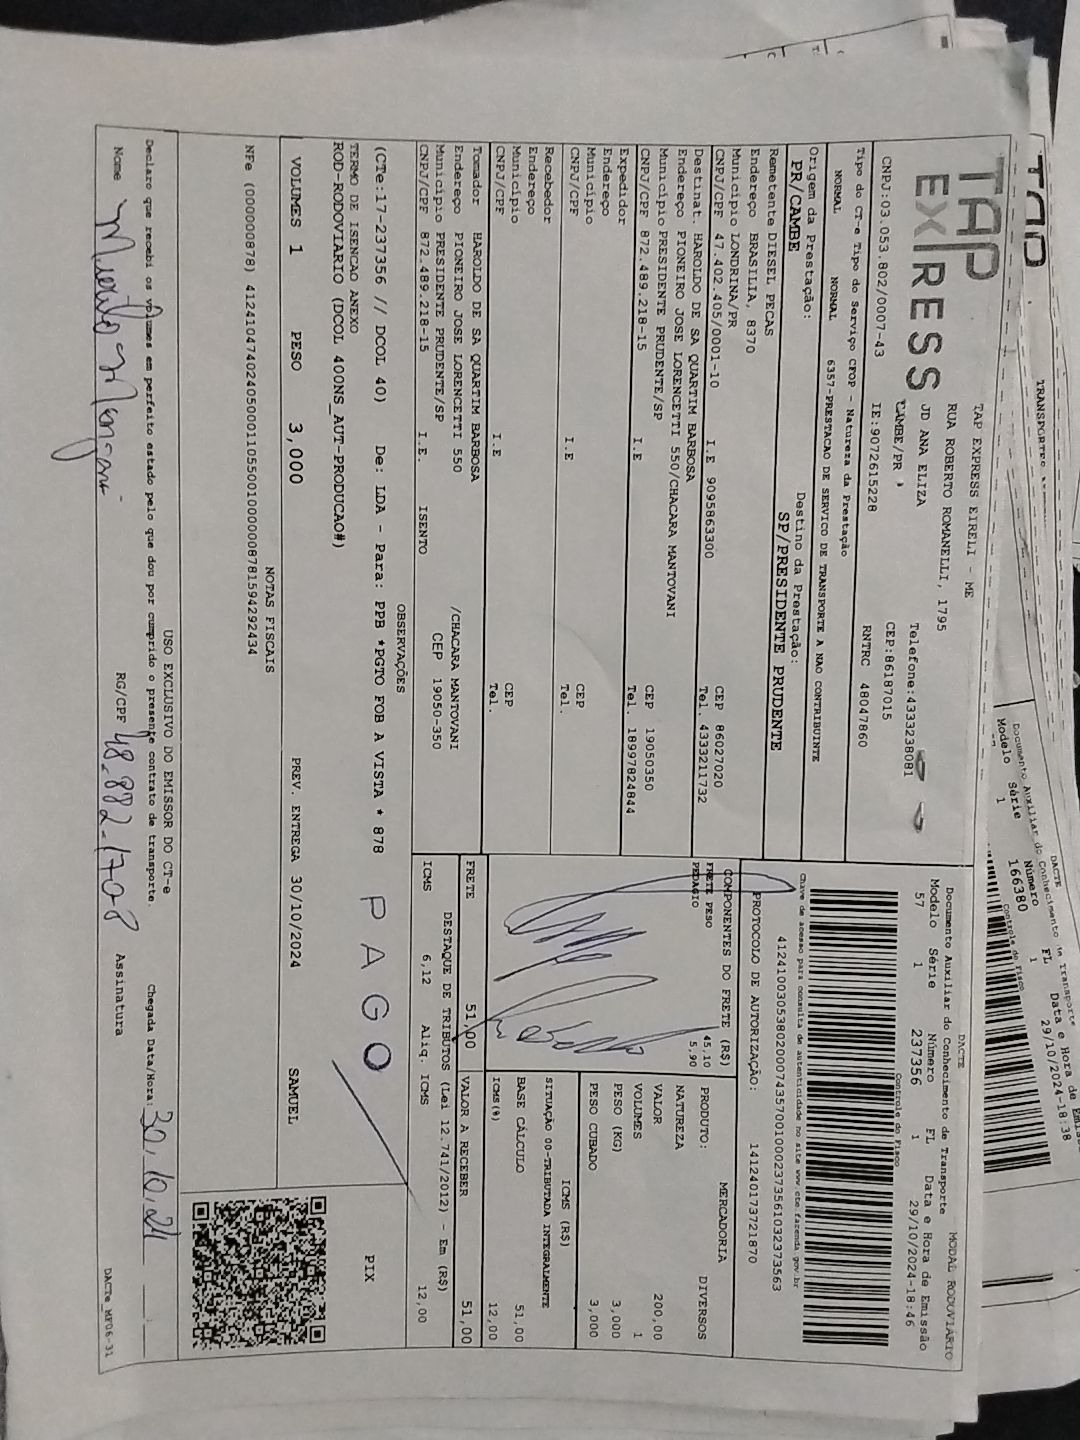 TAP EXPRESS
TAP EXPRESS EIRELI - ME
RUA ROBERTO ROMANELLI, 1795
JD ANA ELIZA
CAMBE/PR
Telefone:4333238081
CEP:86187015
CNPJ:03.053.802/0007-43 IE:9072615228 RNTRC 48047860
DACTE MODAL RODOVIÁRIO
Documento Auxiliar do Conhecimento de Transporte
Modelo Série Número FL Data e Hora de Emissão
57 1 237356 1 29/10/2024-18:46
Controle do Fisco
Chave de acesso para consulta de autenticidade no site www.cte.fazenda.gov.br
PROTOCOLO DE AUTORIZAÇÃO: 141240173721870
Tipo do CT-e Tipo do Serviço CFOP - Natureza da Prestação
NORMAL NORMAL 6357-PRESTACAO DE SERVICO DE TRANSPORTE A NAO CONTRIBUINTE
Origem da Prestação: Destino da Prestação:
PR/CAMBE SP/PRESIDENTE PRUDENTE
Remetente DIESEL PECAS
Endereço BRASILIA, 8370
Município LONDRINA/PR CEP 86027020
CNPJ/CPF 47.402.405/0001-10 I.E 9095863300 Tel. 4333211732
Destinat. HAROLDO DE SA QUARTIM BARBOSA
Endereço PIONEIRO JOSE LORENCETTI 550/CHACARA MANTOVANI
Município PRESIDENTE PRUDENTE/SP CEP 19050350
CNPJ/CPF 872.489.218-15 I.E Tel. 18997824844
Expedidor
Endereço
Município CEP
CNPJ/CPF I.E Tel.
Recebedor
Endereço
Município CEP
CNPJ/CPF I.E Tel.
Tomador HAROLDO DE SA QUARTIM BARBOSA
Endereço PIONEIRO JOSE LORENCETTI 550 /CHACARA MANTOVANI
Município PRESIDENTE PRUDENTE/SP CEP 19050-350
CNPJ/CPF 872.489.218-15 I.E. ISENTO
COMPONENTES DO FRETE (R$)
FRETE PESO 45,10
PEDAGIO 5,90
PRODUTO: MERCADORIA
NATUREZA DIVERSOS
VALOR 200,00
VOLUMES 1
PESO (KG) 3,000
PESO CUBADO 3,000
ICMS (R$)
SITUAÇÃO 00-TRIBUTADA INTEGRALMENTE
BASE CÁLCULO 51,00
ICMS(%) 12,00
FRETE 51,00 VALOR A RECEBER 51,00
DESTAQUE DE TRIBUTOS (Lei 12.741/2012) - Em (R$)
ICMS 6,12 Aliq. ICMS 12,00
OBSERVAÇÕES
(CTe:17-237356 // DCOL 40) De: LDA - Para: PPB *PGTO FOB A VISTA * 878
TERMO DE ISENCAO ANEXO
ROD-RODOVIARIO (DCOL 400NS_AUT-PRODUCAO#)
PAGO
PIX
VOLUMES 1 PESO 3,000 PREV. ENTREGA 30/10/2024 SAMUEL
NOTAS FISCAIS
USO EXCLUSIVO DO EMISSOR DO CT-e
Declaro que recebi os volumes em perfeito estado pelo que dou por cumprido o presente contrato de transporte.
Chegada Data/Hora: 30.10.24
Nome RG/CPF 48.882.170-8 Assinatura
DACTe_MP06-31
TRANSPORTES
DACTE
Documento Auxiliar do Conhecimento de Transporte
Modelo Série Número FL Data e Hora de
1 166380 1 29/10/2024-18:38
Controle do Fisco